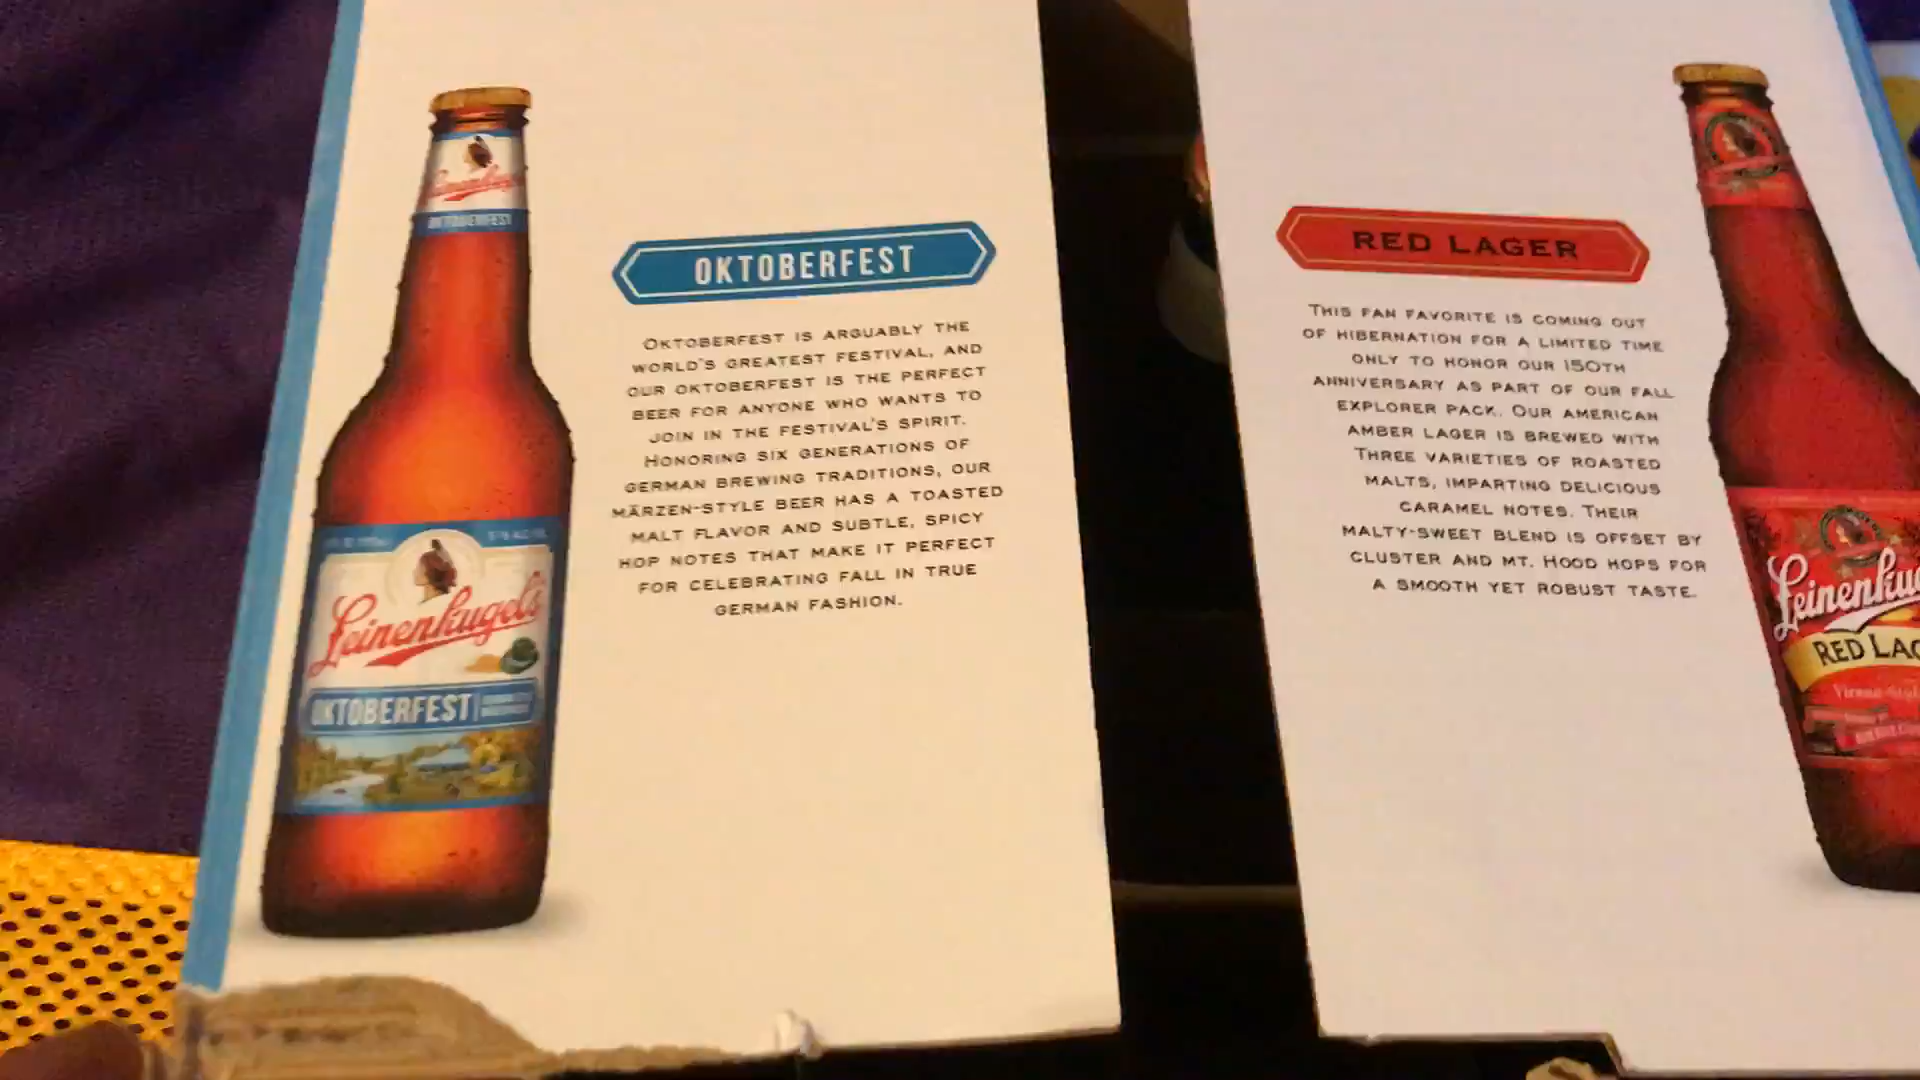 Leinenkugel's
OKTOBERFEST
OKTOBERFEST
OKTOBERFEST IS ARGUABLY THE
WORLD'S GREATEST FESTIVAL, AND
OUR OKTOBERFEST IS THE PERFECT
BEER FOR ANYONE WHO WANTS TO
JOIN IN THE FESTIVAL'S SPIRIT.
HONORING SIX GENERATIONS OF
GERMAN BREWING TRADITIONS, OUR
MÄRZEN-STYLE BEER HAS A TOASTED
MALT FLAVOR AND SUBTLE, SPICY
HOP NOTES THAT MAKE IT PERFECT
FOR CELEBRATING FALL IN TRUE
GERMAN FASHION.
Leinenkugel's
OKTOBERFEST
RED LAGER
THIS FAN FAVORITE IS COMING OUT
OF HIBERNATION FOR A LIMITED TIME
ONLY TO HONOR OUR 150TH
ANNIVERSARY AS PART OF OUR FALL
EXPLORER PACK. OUR AMERICAN
AMBER LAGER IS BREWED WITH
THREE VARIETIES OF ROASTED
MALTS, IMPARTING DELICIOUS
CARAMEL NOTES. THEIR
MALTY-SWEET BLEND IS OFFSET BY
CLUSTER AND MT. HOOD HOPS FOR
A SMOOTH YET ROBUST TASTE.
Leinenku
RED LAG